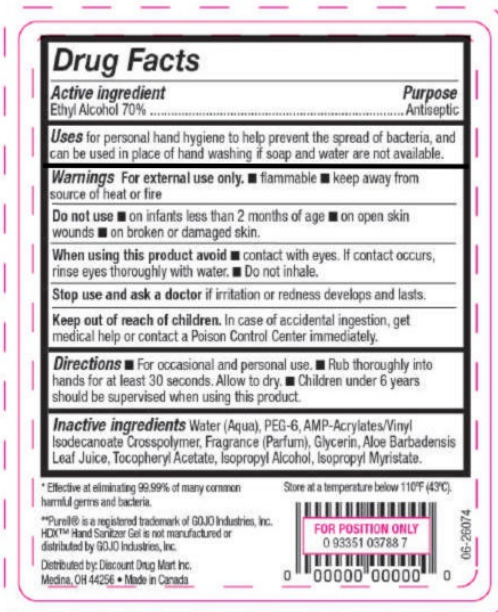 Drug Facts
Active ingredient Purpose
Ethyl Alcohol 70% ........................................................ Antiseptic
Uses for personal hand hygiene to help prevent the spread of bacteria, and
can be used in place of hand washing if soap and water are not available.
Warnings For external use only. ■ flammable ■ keep away from
source of heat or fire
Do not use ■ on infants less than 2 months of age ■ on open skin
wounds ■ on broken or damaged skin.
When using this product avoid ■ contact with eyes. If contact occurs,
rinse eyes thoroughly with water. ■ Do not inhale.
Stop use and ask a doctor if irritation or redness develops and lasts.
Keep out of reach of children. In case of accidental ingestion, get
medical help or contact a Poison Control Center immediately.
Directions ■ For occasional and personal use. ■ Rub thoroughly into
hands for at least 30 seconds. Allow to dry. ■ Children under 6 years
should be supervised when using this product.
Inactive ingredients Water (Aqua), PEG-6, AMP-Acrylates/Vinyl
Isodecanoate Crosspolymer, Fragrance (Parfum), Glycerin, Aloe Barbadensis
Leaf Juice, Tocopheryl Acetate, Isopropyl Alcohol, Isopropyl Myristate.
* Effective at eliminating 99.99% of many common
harmful germs and bacteria.
**Purell® is a registered trademark of GOJO Industries, Inc.
HDX™ Hand Sanitzer Gel is not manufactured or
distributed by GOJO Industries, Inc.
Distributed by: Discount Drug Mart Inc.
Medina, OH 44256 • Made in Canada
Store at a temperature below 110°F (43°C).
FOR POSITION ONLY
0 93351 03788 7
0 00000 00000 0
06-26074